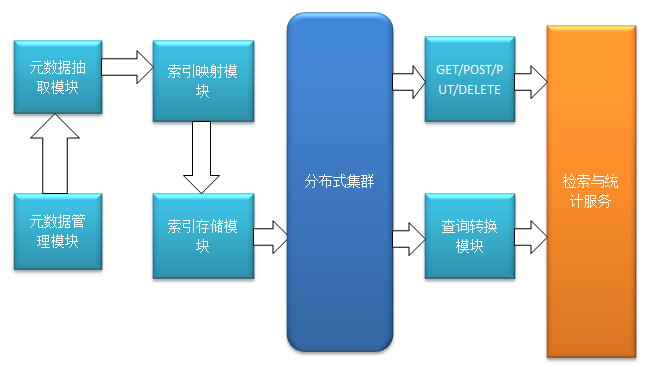 元数据抽
取模块
索引映射模
块
GET/POST/P
UT/DELETE
分布式集群
检索与统
计服务
元数据管
理模块
索引存储模
块
查询转换
模块